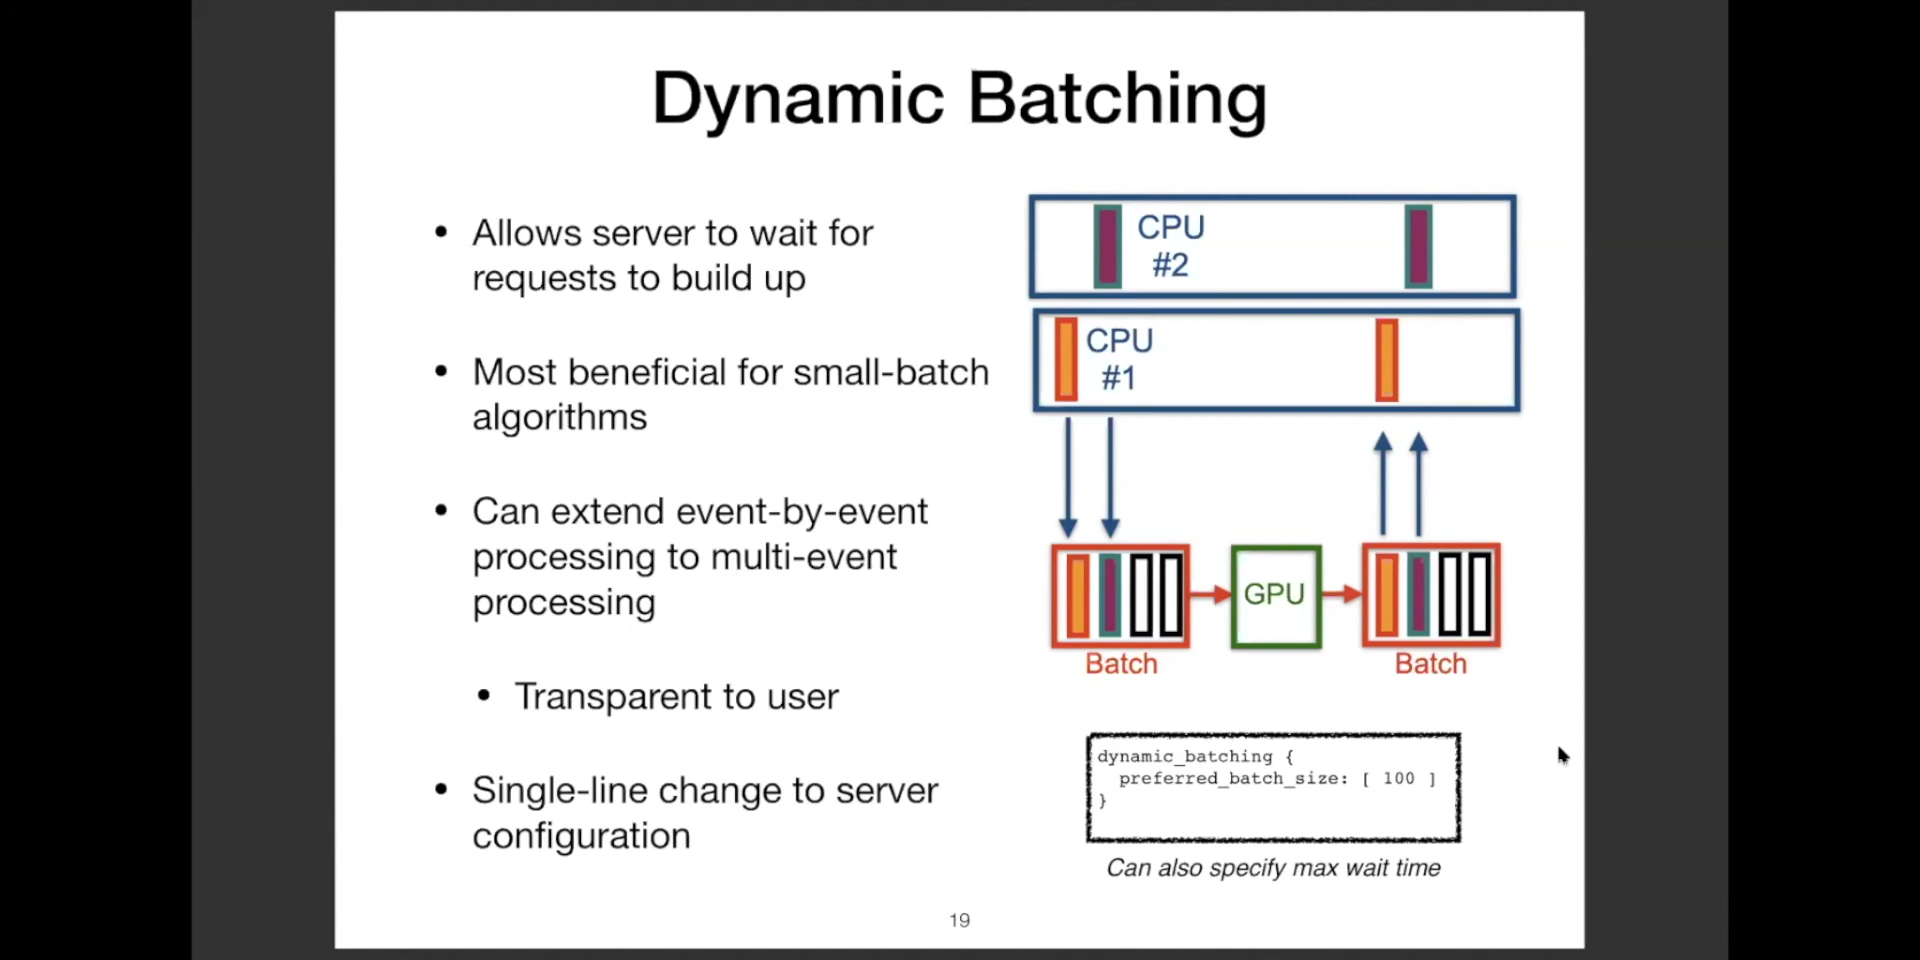 Dynamic Batching
• Allows server to wait for
requests to build up
• Most beneficial for small-batch
algorithms
• Can extend event-by-event
processing to multi-event
processing
• Transparent to user
• Single-line change to server
configuration
CPU
#2
CPU
#1
GPU
Batch
Batch
dynamic_batching {
preferred_batch_size: [ 100 ]
}
Can also specify max wait time
19